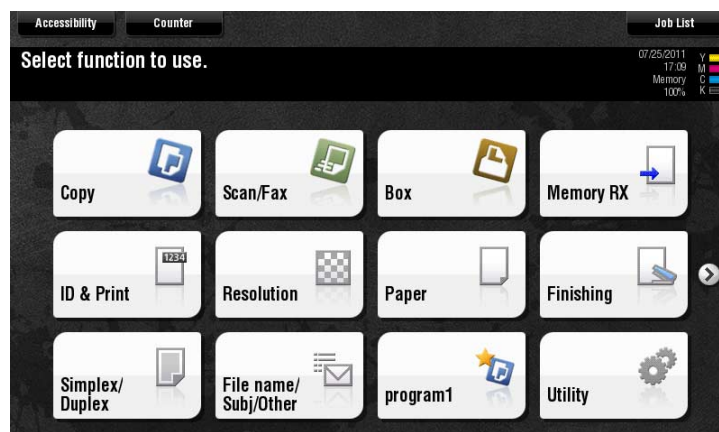 Accessibility Counter Job List
Select function to use.
07/25/2011
17:09
Memory
100%
Y
M
C
K
Copy Scan/Fax Box Memory RX
1234
ID & Print Resolution Paper Finishing
Simplex/
Duplex
File name/
Subj/Other
program1
Utility